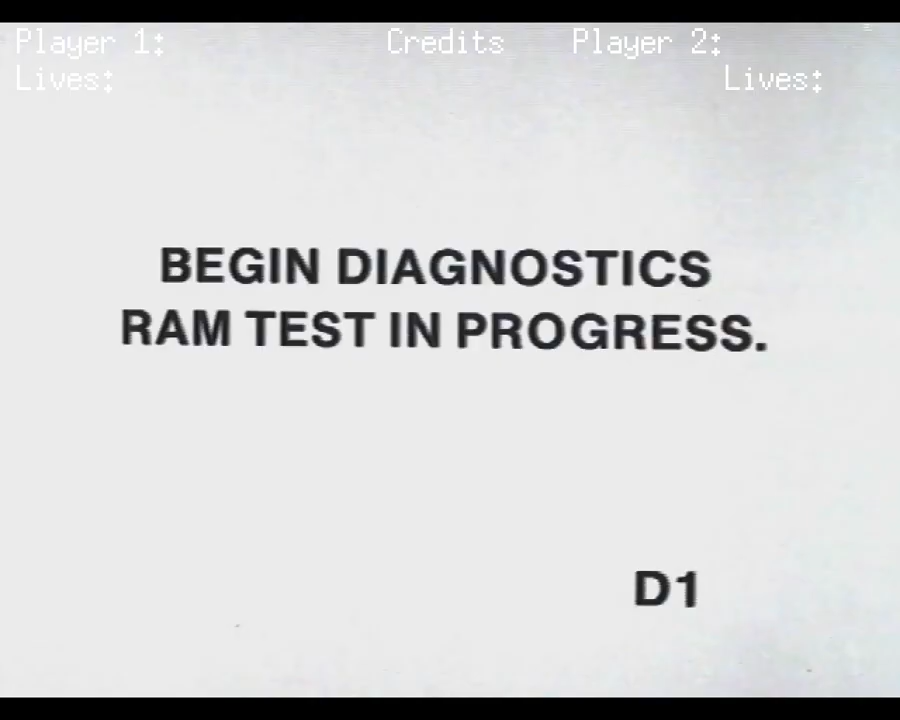 Player 1: Credits Player 2:
Lives: Lives:
BEGIN DIAGNOSTICS
RAM TEST IN PROGRESS.
D1